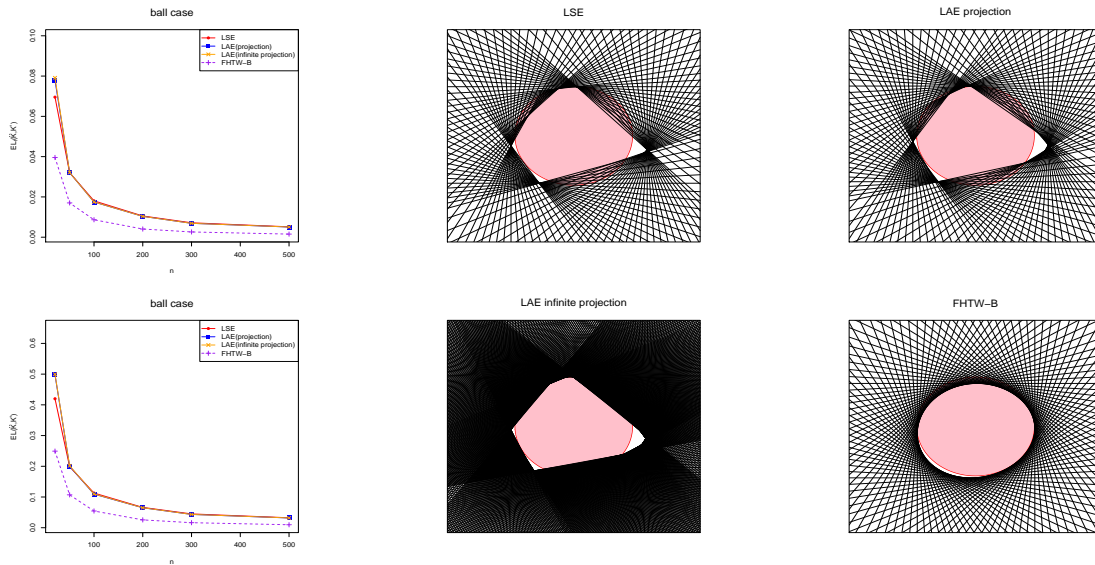 ball case
LSE
LAE projection
0.10
0.08
0.06
0.04
0.02
0.00
LSE
LAE(projection)
LAE(infinite projection)
FHTW−B
100
200
300
400
500
n
ball case
LAE infinite projection
FHTW−B
0.6
0.5
0.4
0.3
0.2
0.1
0.0
LSE
LAE(projection)
LAE(infinite projection)
FHTW−B
100
200
300
400
500
n